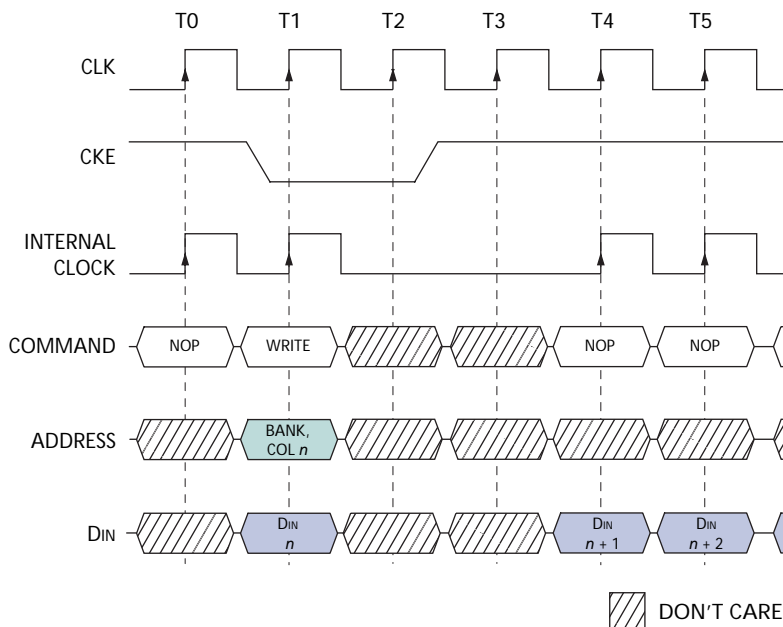 T0 T1 T2 T3 T4 T5
CLK
CKE
INTERNAL
CLOCK
COMMAND NOP WRITE NOP NOP
ADDRESS BANK,
COL n
DIN DIN
n DIN
n + 1 DIN
n + 2
DON'T CARE